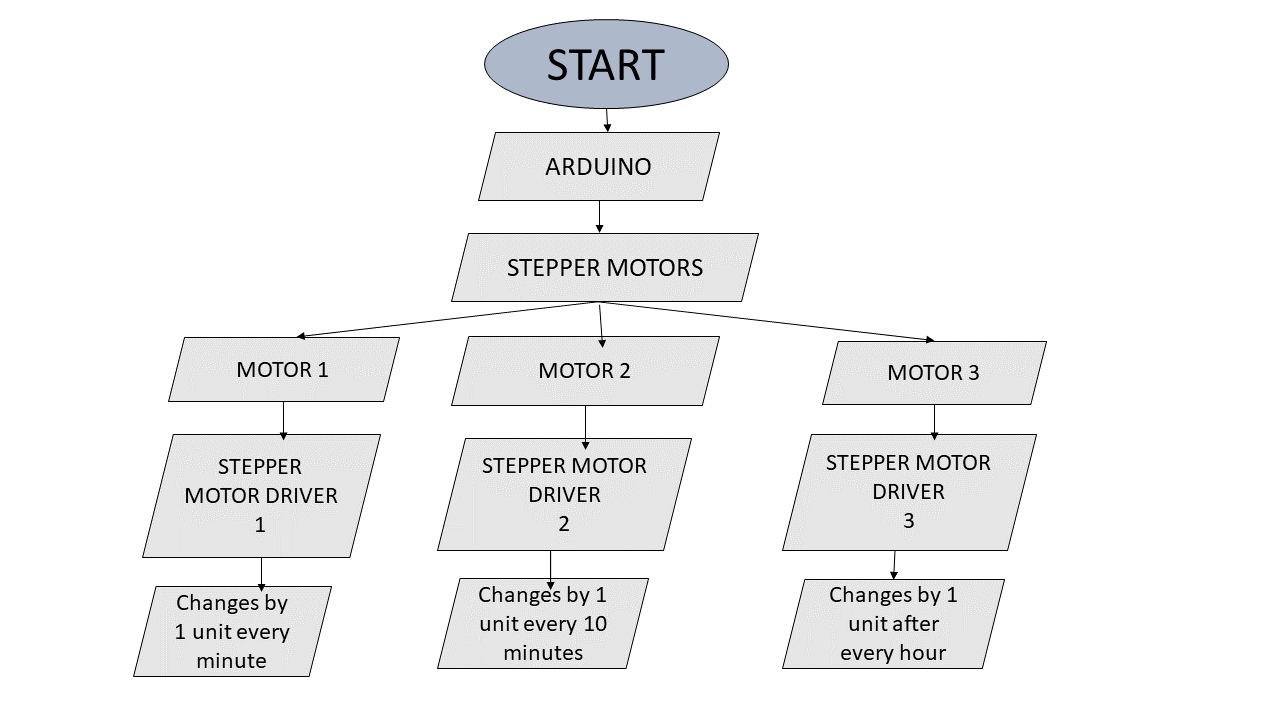 START
ARDUINO
STEPPER MOTORS
MOTOR 1
MOTOR 2
MOTOR 3
STEPPER
MOTOR DRIVER
1
STEPPER MOTOR
DRIVER
2
STEPPER MOTOR
DRIVER
3
Changes by
1 unit every
minute
Changes by 1
unit every 10
minutes
Changes by 1
unit after
every hour